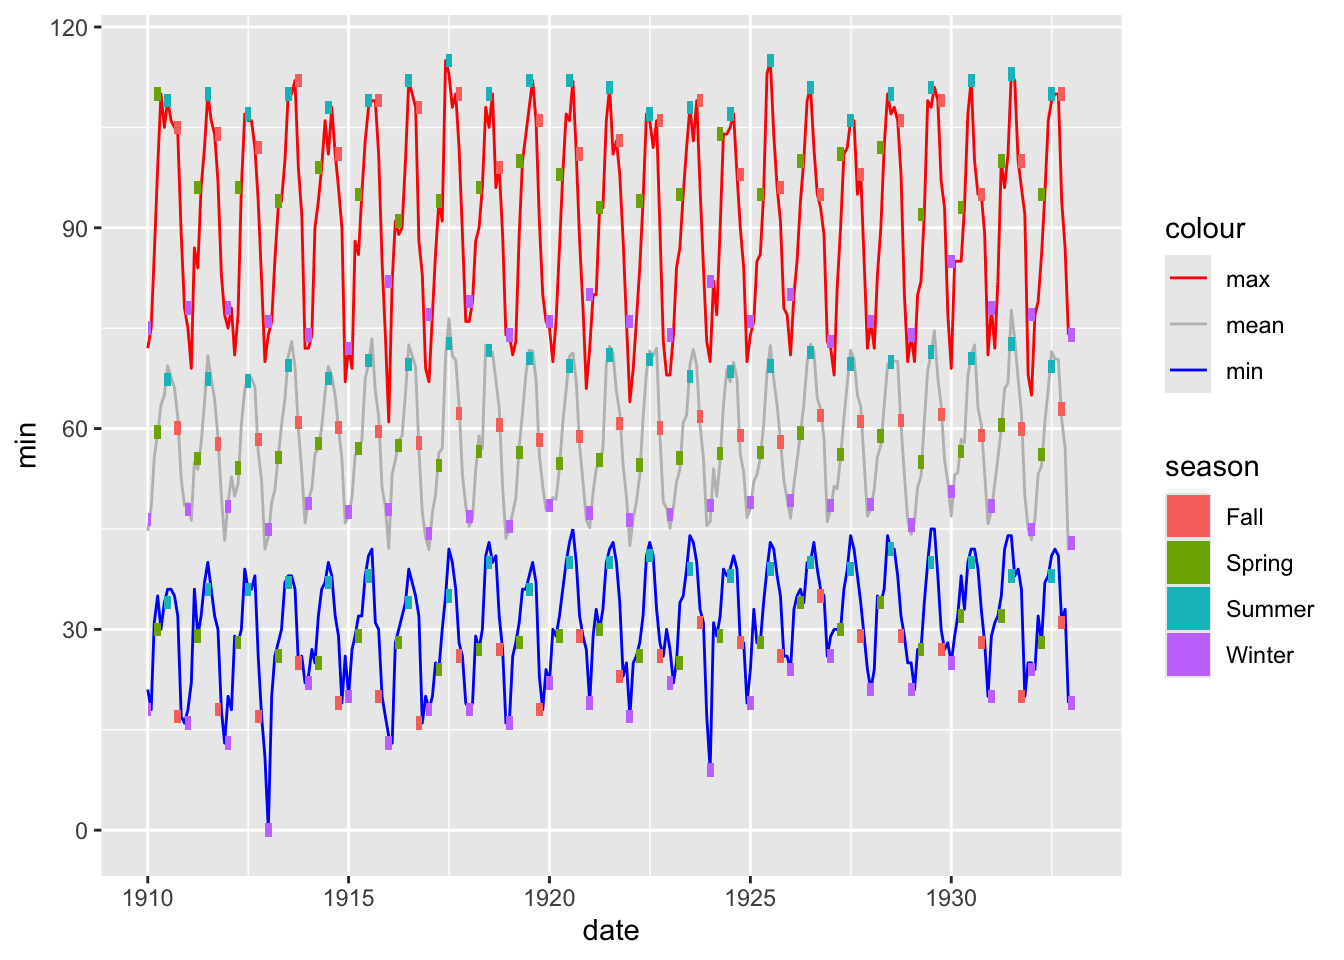 120
90
60
30
0
min
1910
1915
1920
1925
1930
date
colour
max
mean
min
season
Fall
Spring
Summer
Winter